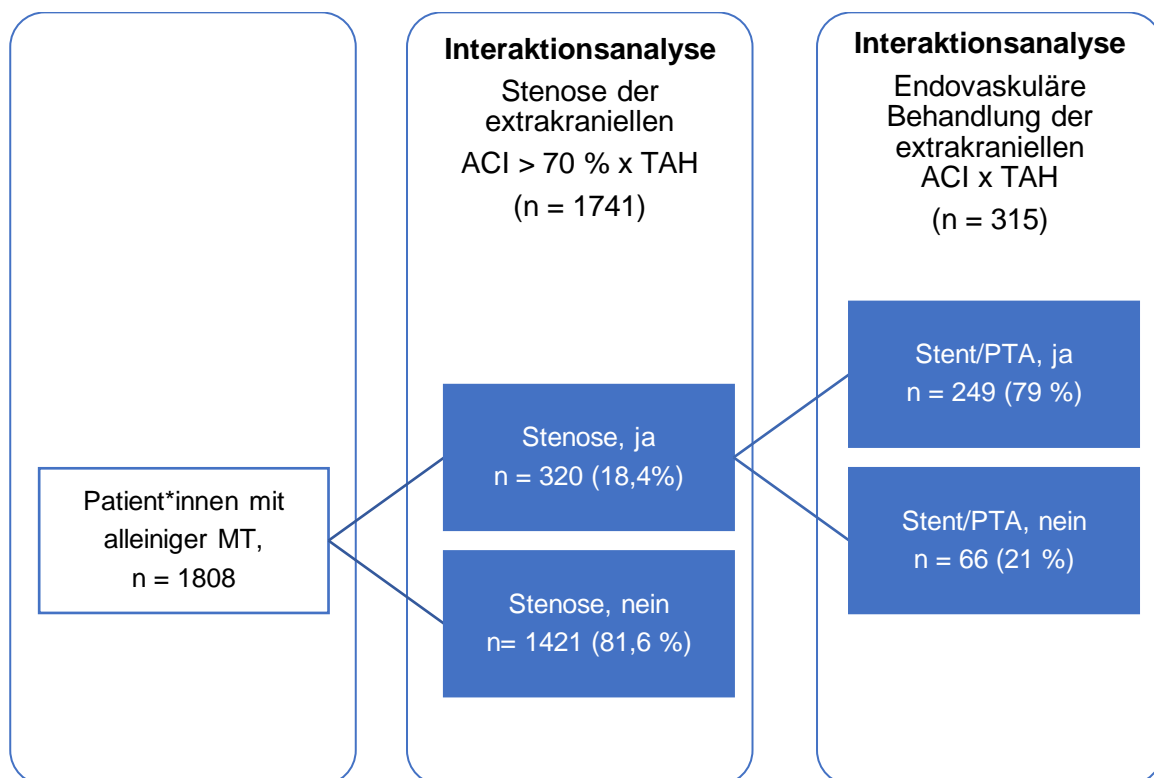 Patient*innen mit
alleiniger MT,
n = 1808
Interaktionsanalyse
Stenose der
extrakraniellen
ACI > 70 % x TAH
(n = 1741)
Stenose, ja
n = 320 (18,4%)
Stenose, nein
n= 1421 (81,6 %)
Interaktionsanalyse
Endovaskuläre
Behandlung der
extrakraniellen
ACI x TAH
(n = 315)
Stent/PTA, ja
n = 249 (79 %)
Stent/PTA, nein
n = 66 (21 %)